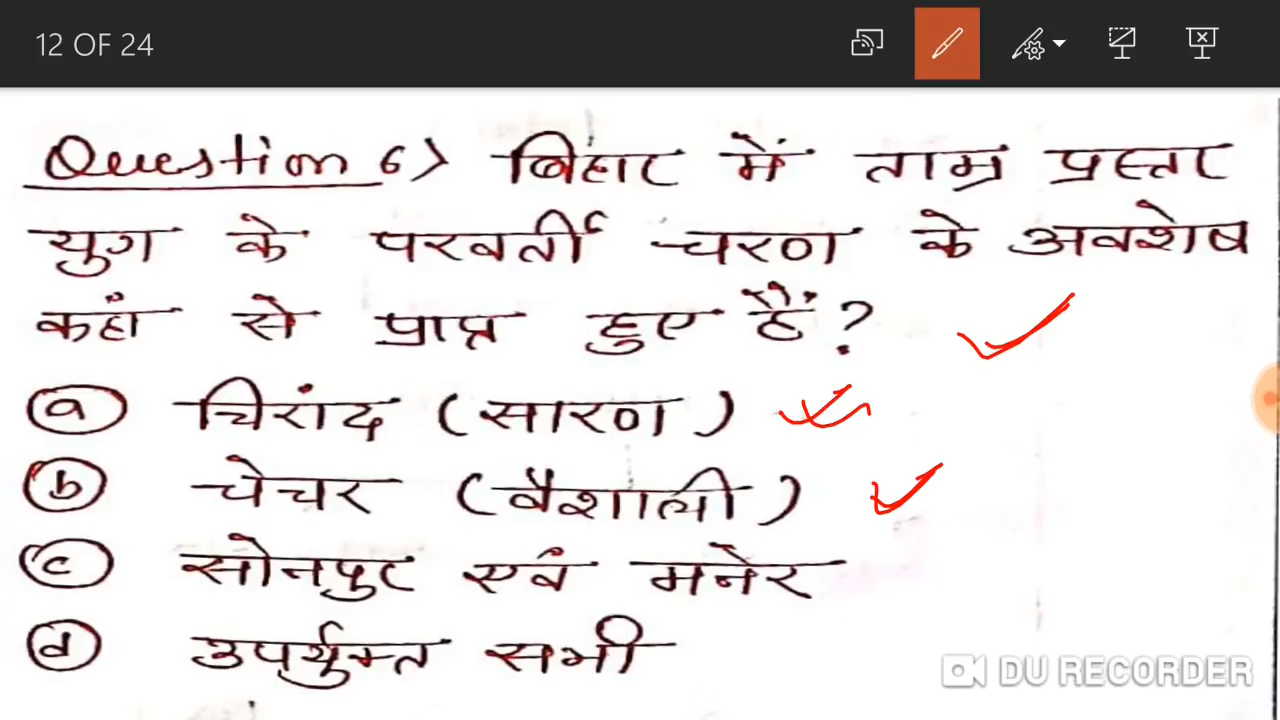 12 OF 24
Question 6) बिहार में ताम्र प्रस्तर
युग के परवर्ती चरण के अवशेष
कहां से प्राप्त हुए हैं?
(a) चिरांद (सारण)
(b) चेचर (वैशाली)
(c) सोनपुर एवं मनेर
(d) उपर्युक्त सभी
DU RECORDER